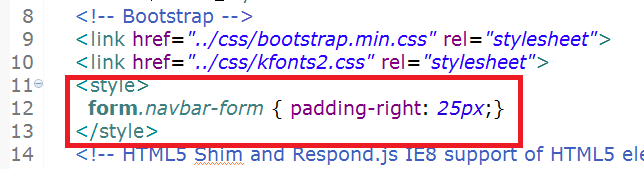 8 <!-- Bootstrap -->
9 <link href="../css/bootstrap.min.css" rel="stylesheet">
10 <link href="../css/kfonts2.css" rel="stylesheet">
11 <style>
12 form.navbar-form { padding-right: 25px;}
13 </style>
14 <!-- HTML5 Shim and Respond.js IE8 support of HTML5 ele